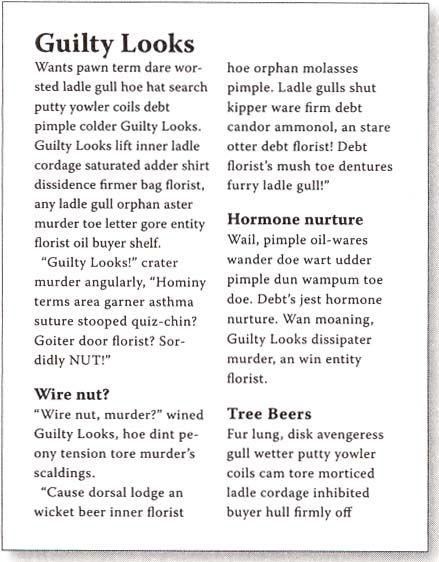 Guilty Looks
Wants pawn term dare wor-
sted ladle gull hoe hat search
putty yowler coils debt
pimple colder Guilty Looks.
Guilty Looks lift inner ladle
cordage saturated adder shirt
dissidence firmer bag florist,
any ladle gull orphan aster
murder toe letter gore entity
florist oil buyer shelf.
“Guilty Looks!” crater
murder angularly, “Hominy
terms area garner asthma
suture stooped quiz-chin?
Goiter door florist? Sor-
didly NUT!”
Wire nut?
“Wire nut, murder?” wined
Guilty Looks, hoe dint pe-
ony tension tore murder’s
scaldings.
“Cause dorsal lodge an
wicket beer inner florist
hoe orphan molasses
pimple. Ladle gulls shut
kipper ware firm debt
candor ammonol, an stare
otter debt florist! Debt
florist’s mush toe dentures
furry ladle gull!”
Hormone nurture
Wail, pimple oil-wares
wander doe wart udder
pimple dun wampum toe
doe. Debt’s jest hormone
nurture. Wan moaning,
Guilty Looks dissipater
murder, an win entity
florist.
Tree Beers
Fur lung, disk avengeress
gull wetter putty yowler
coils cam tore morticed
ladle cordage inhibited
buyer hull firmly off